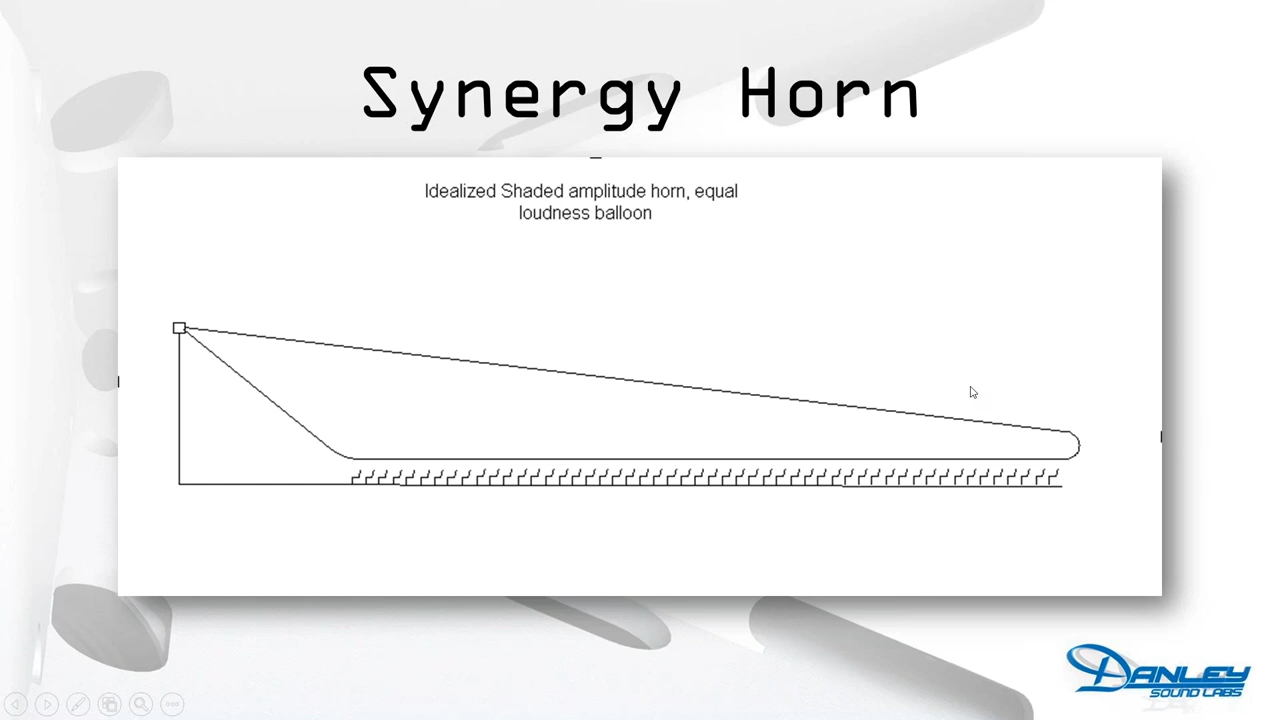 Synergy Horn
Idealized Shaded amplitude horn, equal
loudness balloon
DANLEY
SOUND LABS